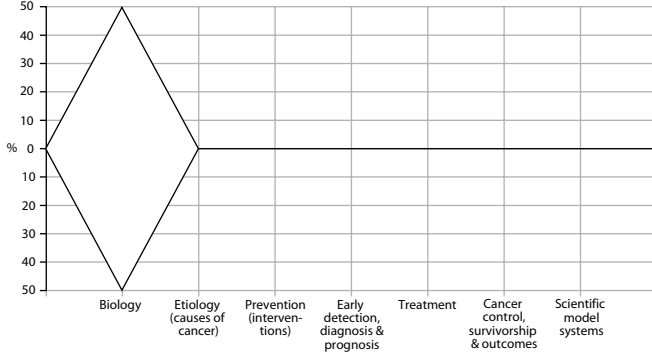 50
40
30
20
10
% 0
10
20
30
40
50
Biology
Etiology
(causes of
cancer)
Prevention
(interven-
tions)
Early
detection,
diagnosis &
prognosis
Treatment
Cancer
control,
survivorship
& outcomes
Scientific
model
systems